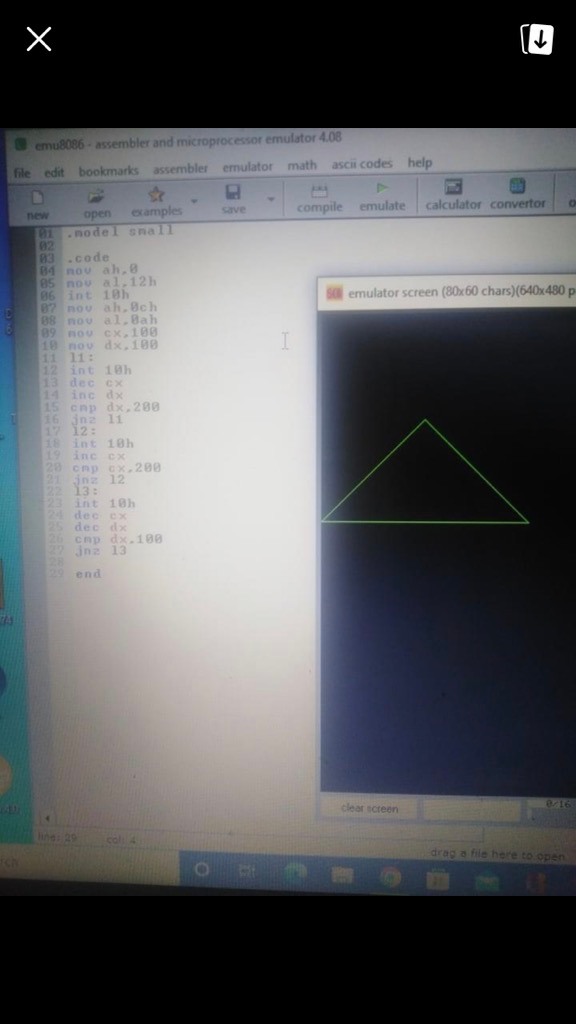 emu8086 - assembler and microprocessor emulator 4.08
file edit bookmarks assembler emulator math ascii codes help
new open examples save compile emulate calculator convertor
01 .model small
02
03 .code
04 mov ah,0
05 mov al,12h
06 int 10h
07 mov ah,0ch
08 mov al,0ah
09 mov cx,100
10 mov dx,100
11 l1:
12 int 10h
13 dec cx
14 inc dx
15 cmp dx,200
16 jnz l1
17 l2:
18 int 10h
19 inc cx
20 cmp cx,200
21 jnz l2
22 l3:
23 int 10h
24 dec cx
25 dec dx
26 cmp dx,100
27 jnz l3
28
29 end
emulator screen (80x60 chars)(640x480 p
clear screen
0/16
line: 29 col: 4
drag a file here to open